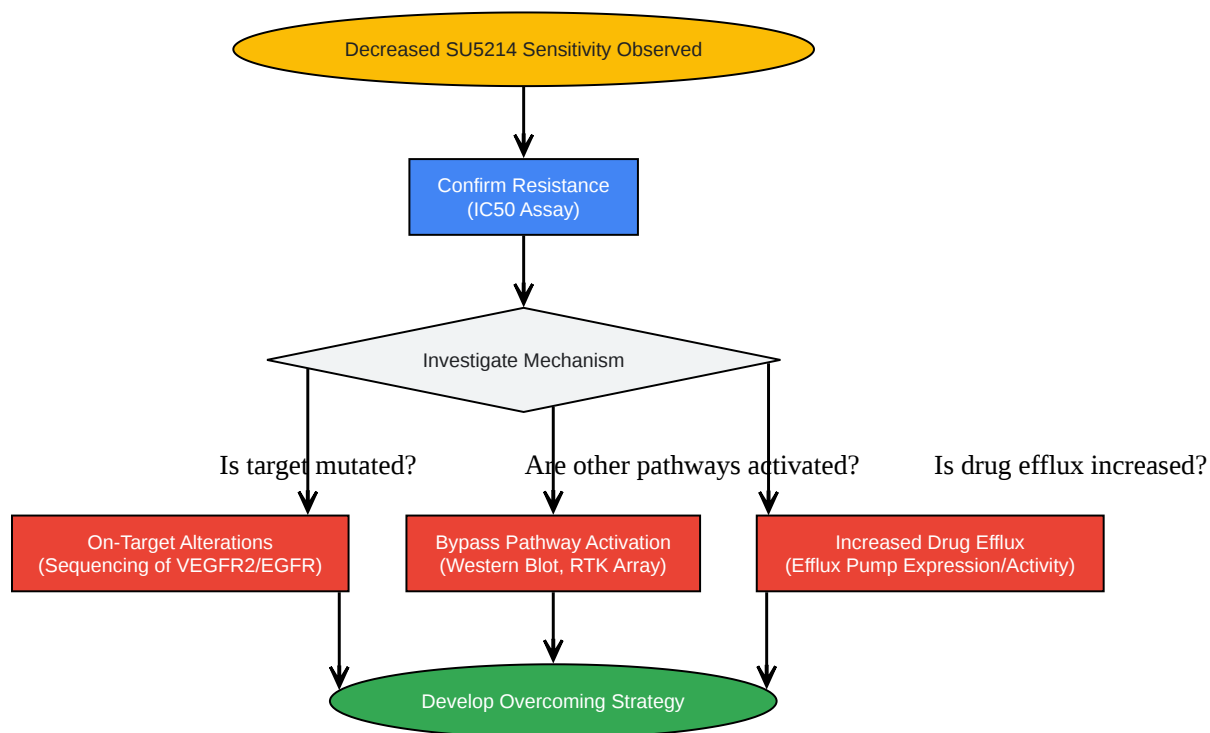 Decreased SU5214 Sensitivity Observed
Confirm Resistance
(IC50 Assay)
Investigate Mechanism
Is target mutated?
Are other pathways activated?
Is drug efflux increased?
On-Target Alterations
(Sequencing of VEGFR2/EGFR)
Bypass Pathway Activation
(Western Blot, RTK Array)
Increased Drug Efflux
(Efflux Pump Expression/Activity)
Develop Overcoming Strategy